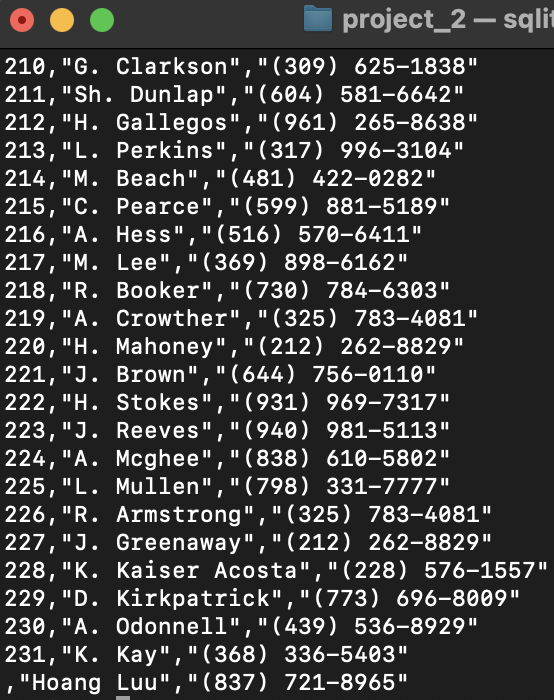 project_2 — sqlit
210,"G. Clarkson","(309) 625-1838"
211,"Sh. Dunlap","(604) 581-6642"
212,"H. Gallegos","(961) 265-8638"
213,"L. Perkins","(317) 996-3104"
214,"M. Beach","(481) 422-0282"
215,"C. Pearce","(599) 881-5189"
216,"A. Hess","(516) 570-6411"
217,"M. Lee","(369) 898-6162"
218,"R. Booker","(730) 784-6303"
219,"A. Crowther","(325) 783-4081"
220,"H. Mahoney","(212) 262-8829"
221,"J. Brown","(644) 756-0110"
222,"H. Stokes","(931) 969-7317"
223,"J. Reeves","(940) 981-5113"
224,"A. Mcghee","(838) 610-5802"
225,"L. Mullen","(798) 331-7777"
226,"R. Armstrong","(325) 783-4081"
227,"J. Greenaway","(212) 262-8829"
228,"K. Kaiser Acosta","(228) 576-1557"
229,"D. Kirkpatrick","(773) 696-8009"
230,"A. Odonnell","(439) 536-8929"
231,"K. Kay","(368) 336-5403"
,"Hoang Luu","(837) 721-8965"